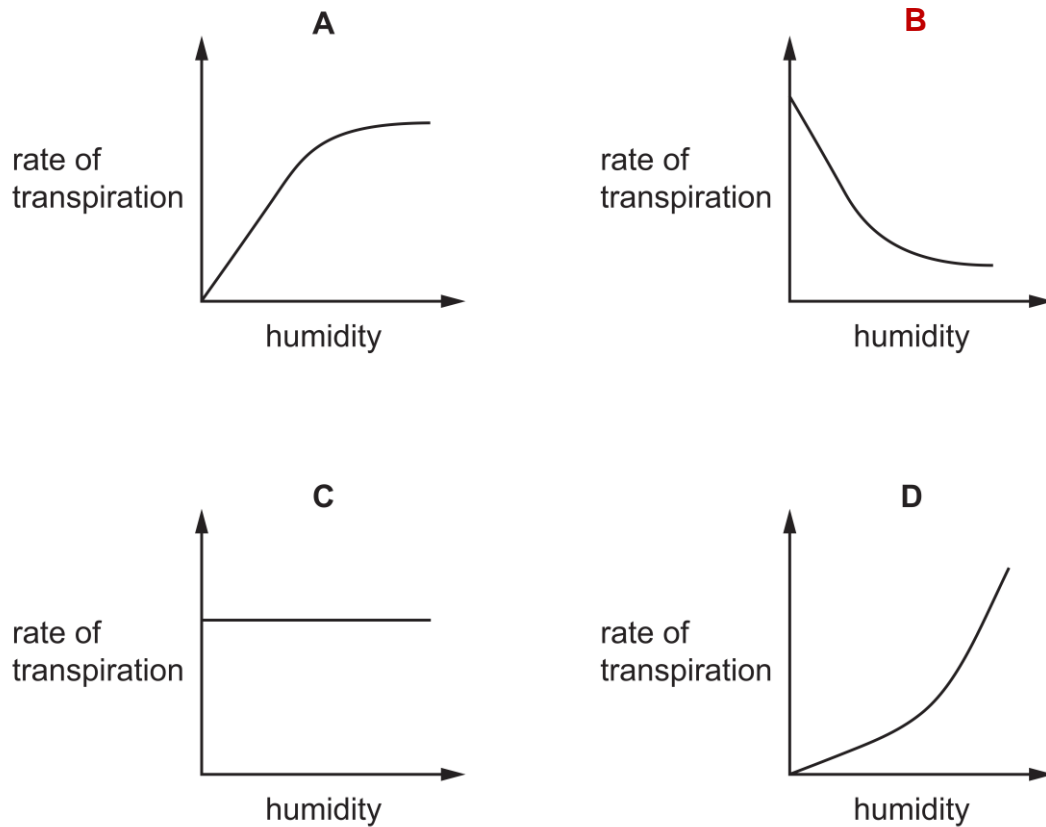 A
rate of
transpiration
humidity
B
rate of
transpiration
humidity
C
rate of
transpiration
humidity
D
rate of
transpiration
humidity